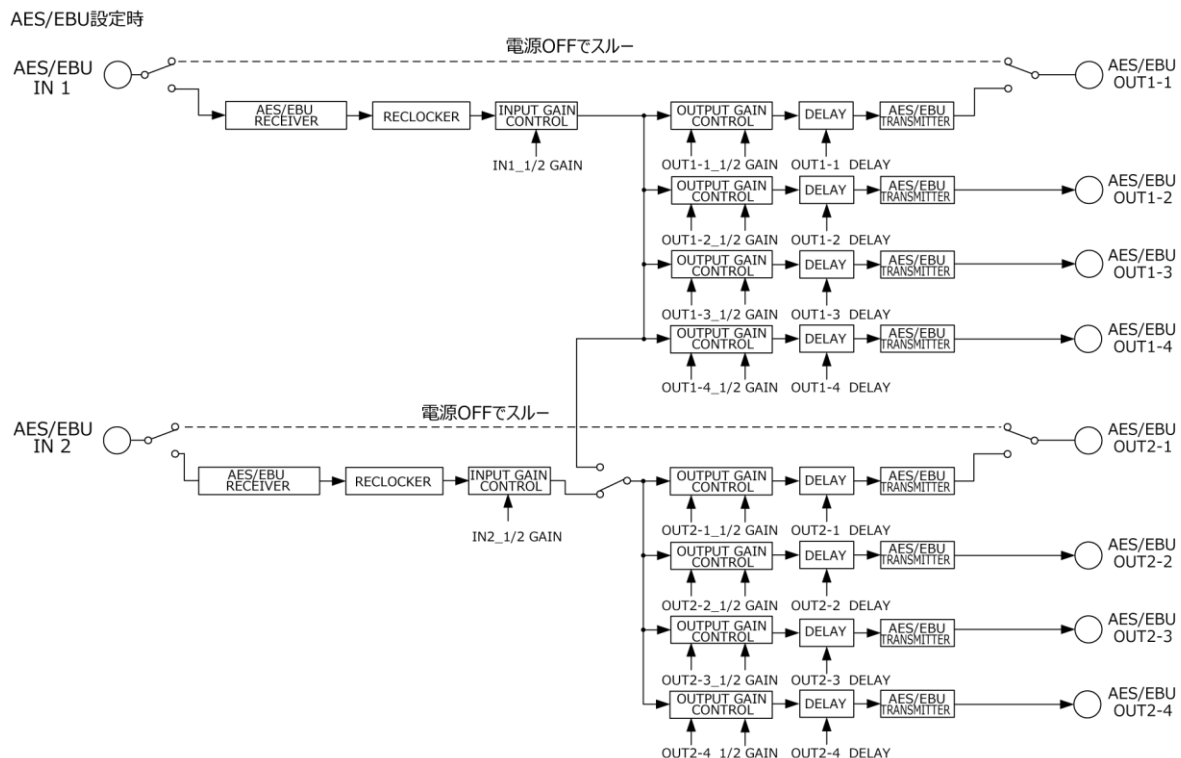 AES/EBU設定時
電源OFFでスルー
AES/EBU
IN 1
AES/EBU
OUT1-1
AES/EBU
RECEIVER
RECLOCKER
INPUT GAIN
CONTROL
OUTPUT GAIN
CONTROL
DELAY
AES/EBU
TRANSMITTER
IN1_1/2 GAIN
OUT1-1_1/2 GAIN
OUT1-1 DELAY
OUTPUT GAIN
CONTROL
DELAY
AES/EBU
TRANSMITTER
AES/EBU
OUT1-2
OUT1-2_1/2 GAIN
OUT1-2 DELAY
OUTPUT GAIN
CONTROL
DELAY
AES/EBU
TRANSMITTER
AES/EBU
OUT1-3
OUT1-3_1/2 GAIN
OUT1-3 DELAY
OUTPUT GAIN
CONTROL
DELAY
AES/EBU
TRANSMITTER
AES/EBU
OUT1-4
OUT1-4_1/2 GAIN
OUT1-4 DELAY
電源OFFでスルー
AES/EBU
IN 2
AES/EBU
OUT2-1
AES/EBU
RECEIVER
RECLOCKER
INPUT GAIN
CONTROL
OUTPUT GAIN
CONTROL
DELAY
AES/EBU
TRANSMITTER
IN2_1/2 GAIN
OUT2-1_1/2 GAIN
OUT2-1 DELAY
OUTPUT GAIN
CONTROL
DELAY
AES/EBU
TRANSMITTER
AES/EBU
OUT2-2
OUT2-2_1/2 GAIN
OUT2-2 DELAY
OUTPUT GAIN
CONTROL
DELAY
AES/EBU
TRANSMITTER
AES/EBU
OUT2-3
OUT2-3_1/2 GAIN
OUT2-3 DELAY
OUTPUT GAIN
CONTROL
DELAY
AES/EBU
TRANSMITTER
AES/EBU
OUT2-4
OUT2-4 1/2 GAIN
OUT2-4 DELAY